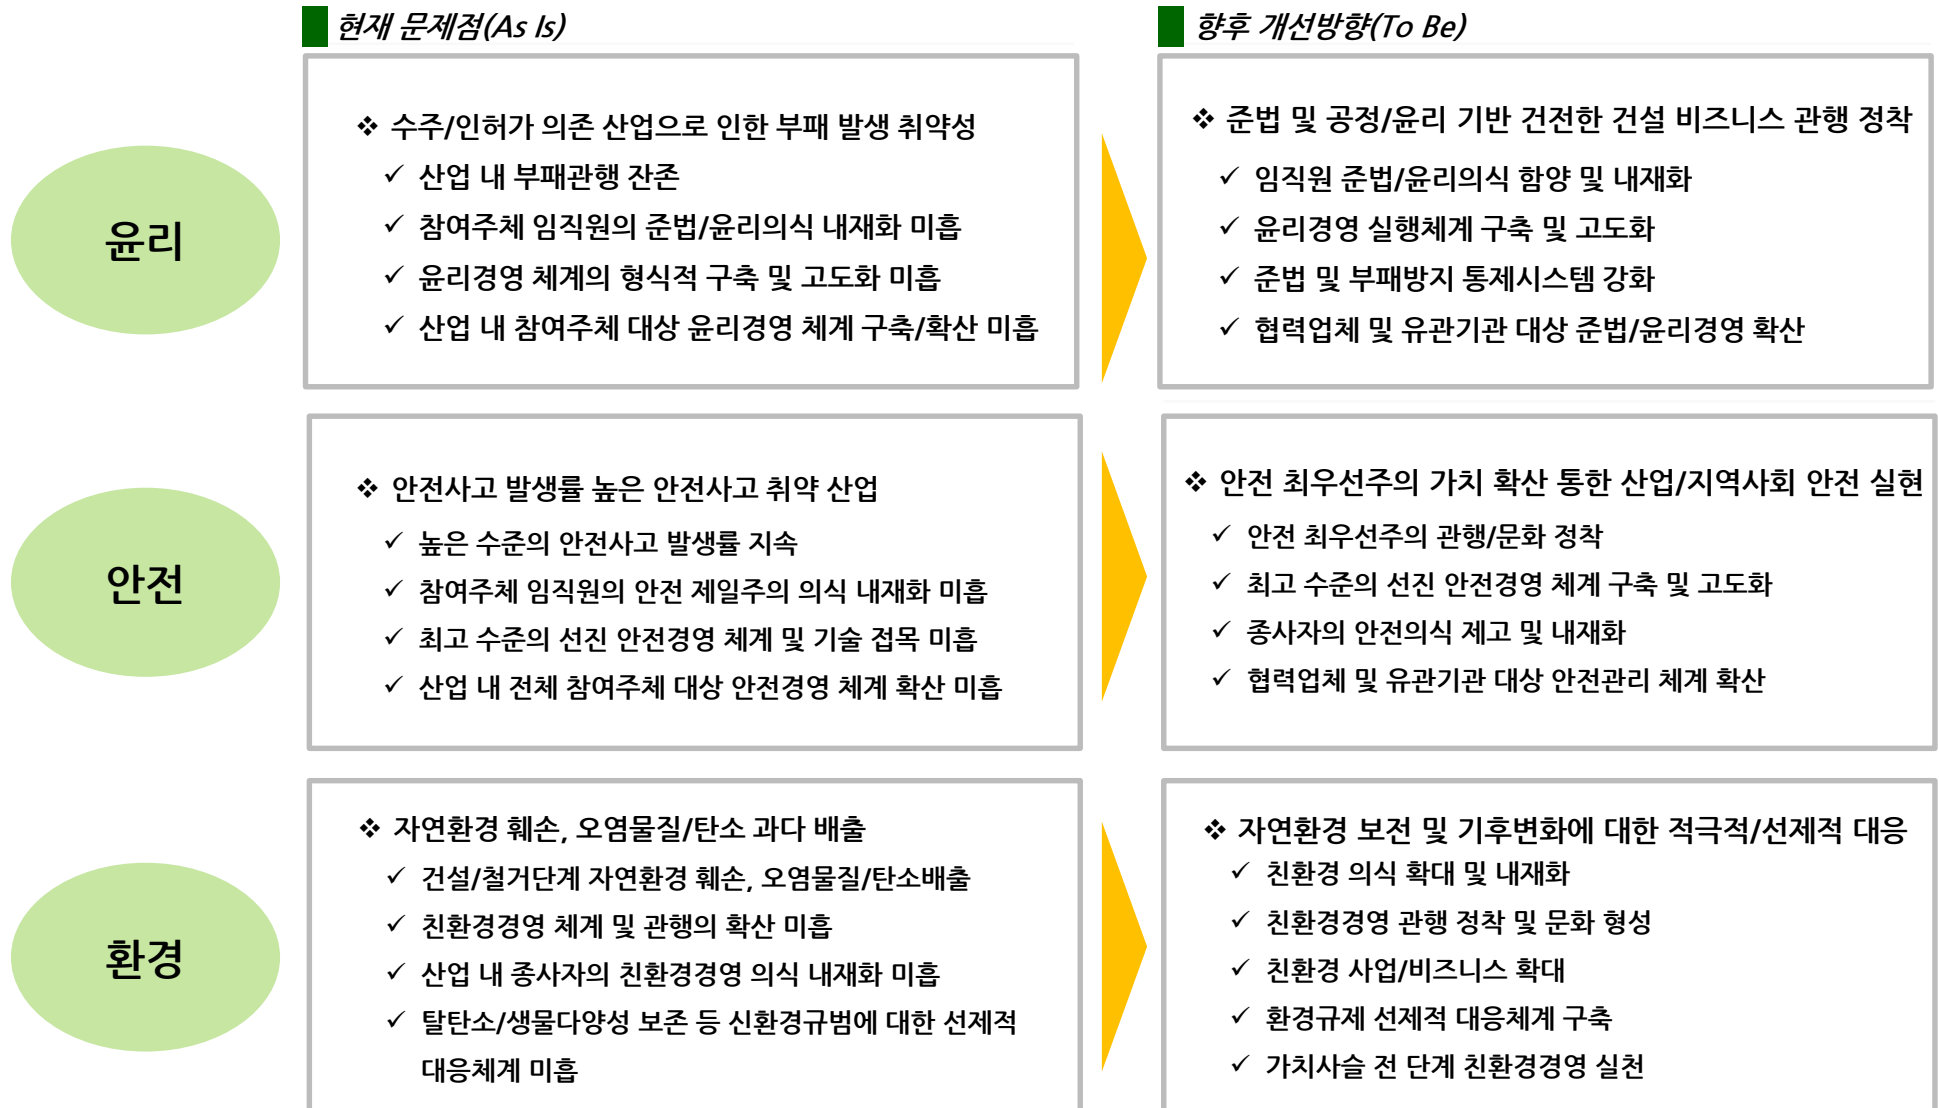 현재 문제점(As Is)
향후 개선방향(To Be)
윤리
❖ 수주/인허가 의존 산업으로 인한 부패 발생 취약성
✓ 산업 내 부패관행 잔존
✓ 참여주체 임직원의 준법/윤리의식 내재화 미흡
✓ 윤리경영 체계의 형식적 구축 및 고도화 미흡
✓ 산업 내 참여주체 대상 윤리경영 체계 구축/확산 미흡
❖ 준법 및 공정/윤리 기반 건전한 건설 비즈니스 관행 정착
✓ 임직원 준법/윤리의식 함양 및 내재화
✓ 윤리경영 실행체계 구축 및 고도화
✓ 준법 및 부패방지 통제시스템 강화
✓ 협력업체 및 유관기관 대상 준법/윤리경영 확산
안전
❖ 안전사고 발생률 높은 안전사고 취약 산업
✓ 높은 수준의 안전사고 발생률 지속
✓ 참여주체 임직원의 안전 제일주의 의식 내재화 미흡
✓ 최고 수준의 선진 안전경영 체계 및 기술 접목 미흡
✓ 산업 내 전체 참여주체 대상 안전경영 체계 확산 미흡
❖ 안전 최우선주의 가치 확산 통한 산업/지역사회 안전 실현
✓ 안전 최우선주의 관행/문화 정착
✓ 최고 수준의 선진 안전경영 체계 구축 및 고도화
✓ 종사자의 안전의식 제고 및 내재화
✓ 협력업체 및 유관기관 대상 안전관리 체계 확산
환경
❖ 자연환경 훼손, 오염물질/탄소 과다 배출
✓ 건설/철거단계 자연환경 훼손, 오염물질/탄소배출
✓ 친환경경영 체계 및 관행의 확산 미흡
✓ 산업 내 종사자의 친환경경영 의식 내재화 미흡
✓ 탈탄소/생물다양성 보존 등 신환경규범에 대한 선제적
대응체계 미흡
❖ 자연환경 보전 및 기후변화에 대한 적극적/선제적 대응
✓ 친환경 의식 확대 및 내재화
✓ 친환경경영 관행 정착 및 문화 형성
✓ 친환경 사업/비즈니스 확대
✓ 환경규제 선제적 대응체계 구축
✓ 가치사슬 전 단계 친환경경영 실천